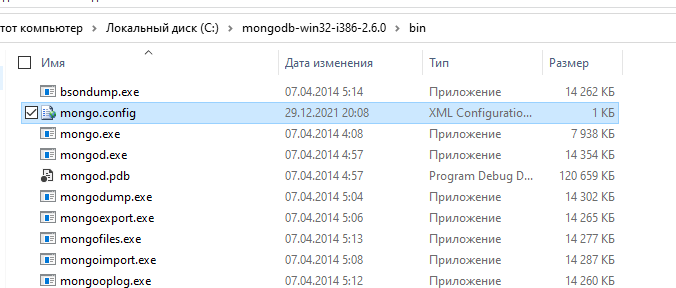 тот компьютер › Локальный диск (C:) › mongodb-win32-i386-2.6.0 › bin
Имя Дата изменения Тип Размер
bsondump.exe 07.04.2014 5:14 Приложение 14 262 КБ
mongo.config 29.12.2021 20:08 XML Configuratio... 1 КБ
mongo.exe 07.04.2014 4:08 Приложение 7 938 КБ
mongod.exe 07.04.2014 4:57 Приложение 14 354 КБ
mongod.pdb 07.04.2014 4:57 Program Debug D... 120 659 КБ
mongodump.exe 07.04.2014 5:04 Приложение 14 302 КБ
mongoexport.exe 07.04.2014 5:06 Приложение 14 265 КБ
mongofiles.exe 07.04.2014 5:13 Приложение 14 277 КБ
mongoimport.exe 07.04.2014 5:08 Приложение 14 287 КБ
mongooplog.exe 07.04.2014 5:12 Приложение 14 260 КБ